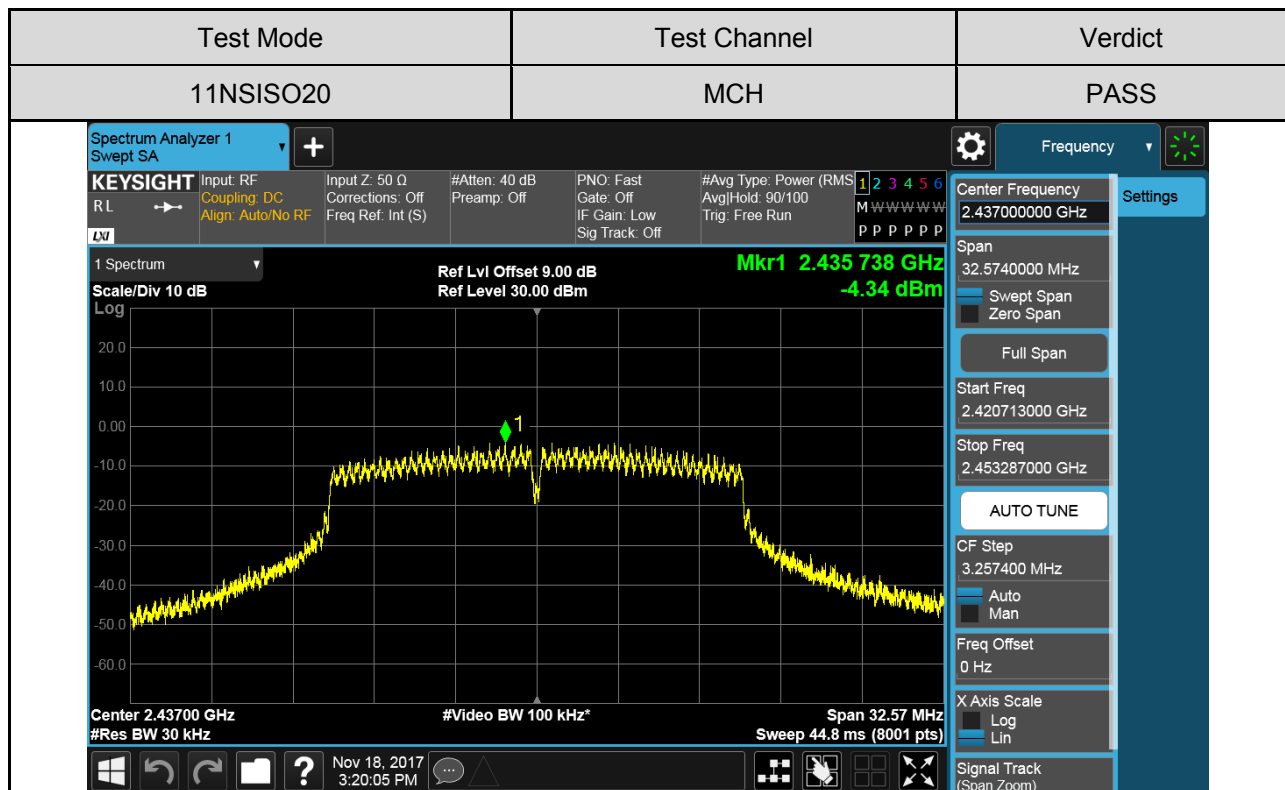 Test Mode Test Channel Verdict
11NSISO20 MCH PASS
Spectrum Analyzer 1
Swept SA
+
Frequency
KEYSIGHT
RL
LXI
Input: RF
Coupling: DC
Align: Auto/No RF
Input Z: 50 Ω
Corrections: Off
Freq Ref: Int (S)
#Atten: 40 dB
Preamp: Off
PNO: Fast
Gate: Off
IF Gain: Low
Sig Track: Off
#Avg Type: Power (RMS
Avg|Hold: 90/100
Trig: Free Run
1 2 3 4 5 6
M W W W W W
P P P P P P
1 Spectrum
Scale/Div 10 dB
Log
Ref Lvl Offset 9.00 dB
Ref Level 30.00 dBm
Mkr1 2.435 738 GHz
-4.34 dBm
20.0
10.0
0.00
-10.0
-20.0
-30.0
-40.0
-50.0
-60.0
1
Center 2.43700 GHz
#Res BW 30 kHz
#Video BW 100 kHz*
Span 32.57 MHz
Sweep 44.8 ms (8001 pts)
Center Frequency
2.437000000 GHz
Span
32.5740000 MHz
Swept Span
Zero Span
Full Span
Start Freq
2.420713000 GHz
Stop Freq
2.453287000 GHz
AUTO TUNE
CF Step
3.257400 MHz
Auto
Man
Freq Offset
0 Hz
X Axis Scale
Log
Lin
Signal Track
(Span Zoom)
Settings
?
Nov 18, 2017
3:20:05 PM